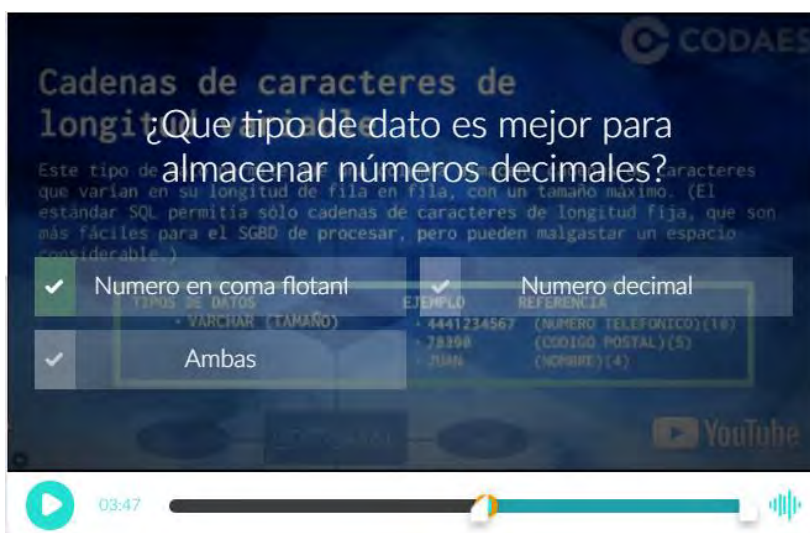 CODAES
Cadenas de caracteres de
longitud variable
¿Que tipo de dato es mejor para
almacenar números decimales?
Este tipo de caracteres
que varían en su longitud de fila en fila, con un tamaño máximo. (El
estándar SQL permitía sólo cadenas de caracteres de longitud fija, que son
más fáciles para el SGBD de procesar, pero pueden malgastar un espacio
considerable.)
Numero en coma flotant
Numero decimal
TIPOS DE DATOS EJEMPLO REFERENCIA
· VARCHAR (TAMAÑO) · 4441234567 (NUMERO TELEFONICO)(10)
· 78390 (CODIGO POSTAL)(5)
Ambas
· JUAN (NOMBRE)(4)
YouTube
03:47